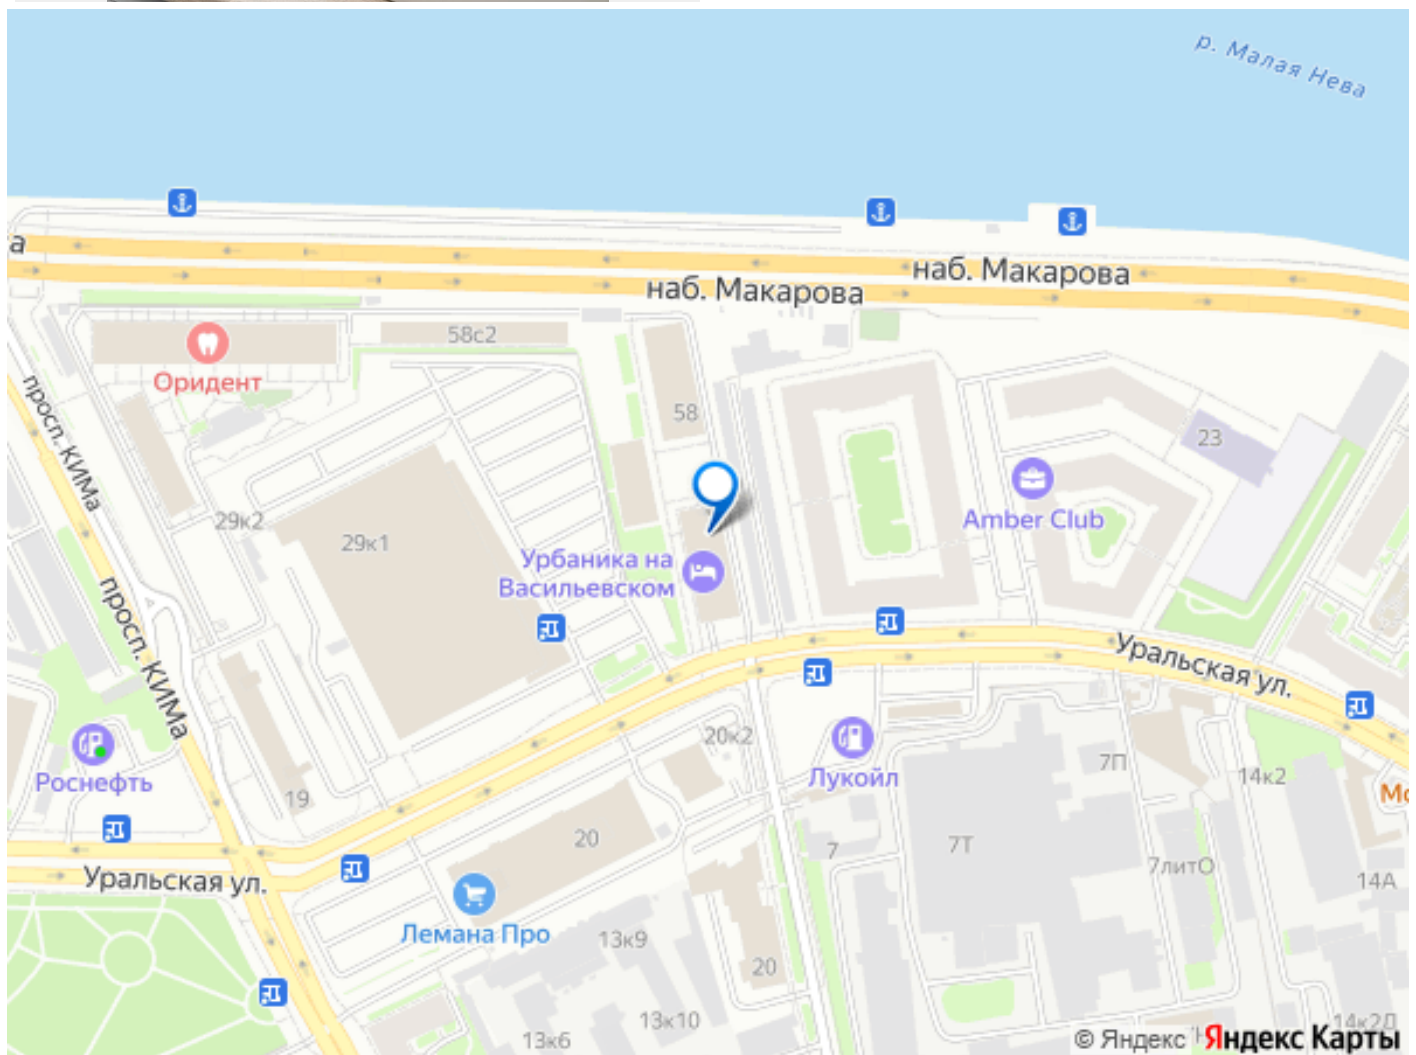 р. Малая Нева
а
наб. Макарова
наб. Макарова
58с2
Оридент
просп. КИМа
58
23
Amber Club
29к2
29к1
Урбаника на
Васильевском
просп. КИМа
Уральская ул.
20к2
Роснефть
Лукойл
7П
14к2
19
Мо
20
7
7Т
7литО
14А
Уральская ул.
Лемана Про
13к9
20
13к10
13к6
14к2Д
© Яндекс Яндекс Карты